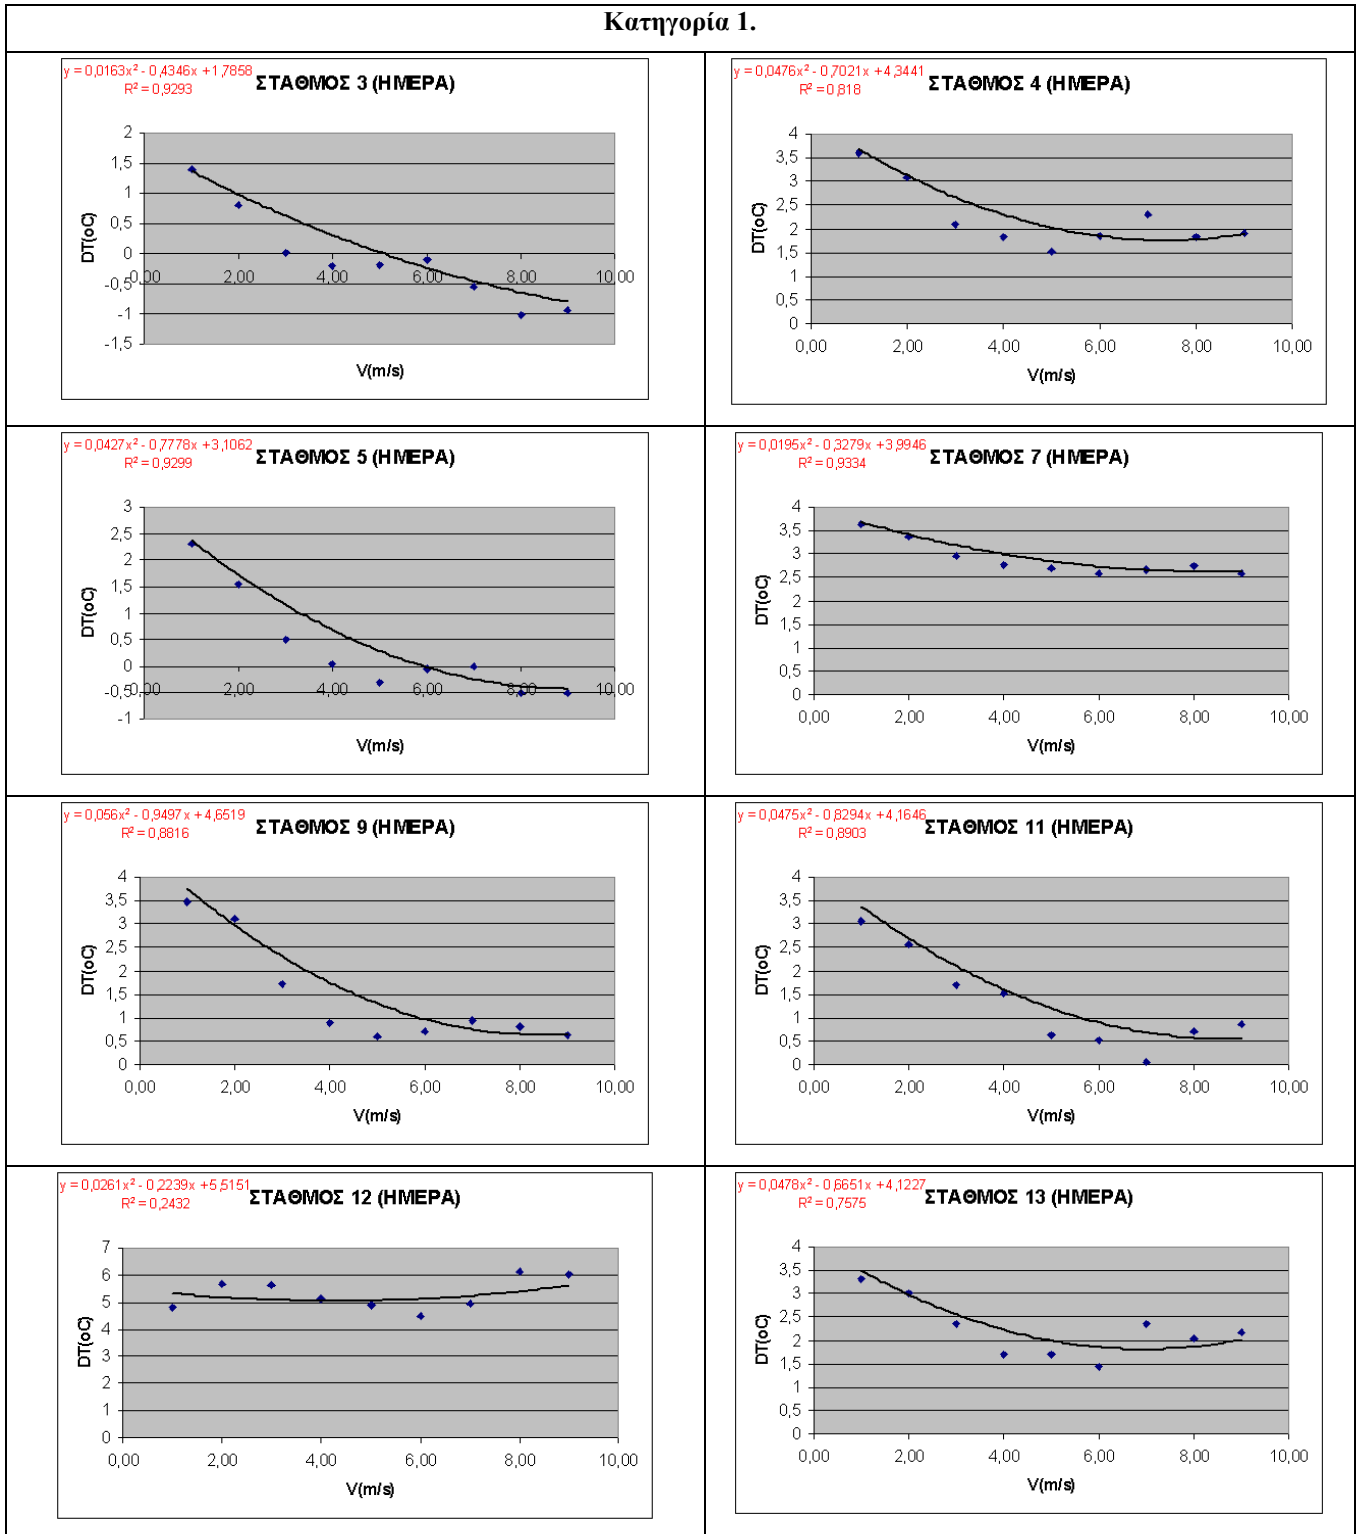 Κατηγορία 1.
y = 0,0163x² - 0,4346x + 1,7858
R² = 0,9293
ΣΤΑΘΜΟΣ 3 (ΗΜΕΡΑ)
2
1,5
1
0,5
0
-0,5
-1
-1,5
DT(oC)
0,00 2,00 4,00 6,00 8,00 10,00
V(m/s)
y = 0,0476x² - 0,7021x + 4,3441
R² = 0,818
ΣΤΑΘΜΟΣ 4 (ΗΜΕΡΑ)
4
3,5
3
2,5
2
1,5
1
0,5
0
DT(oC)
0,00 2,00 4,00 6,00 8,00 10,00
V(m/s)
y = 0,0427x² - 0,7778x + 3,1062
R² = 0,9299
ΣΤΑΘΜΟΣ 5 (ΗΜΕΡΑ)
3
2,5
2
1,5
1
0,5
0
-0,5
-1
DT(oC)
0,00 2,00 4,00 6,00 8,00 10,00
V(m/s)
y = 0,0195x² - 0,3279x + 3,9946
R² = 0,9334
ΣΤΑΘΜΟΣ 7 (ΗΜΕΡΑ)
4
3,5
3
2,5
2
1,5
1
0,5
0
DT(oC)
0,00 2,00 4,00 6,00 8,00 10,00
V(m/s)
y = 0,056x² - 0,9497x + 4,6519
R² = 0,8816
ΣΤΑΘΜΟΣ 9 (ΗΜΕΡΑ)
4
3,5
3
2,5
2
1,5
1
0,5
0
DT(oC)
0,00 2,00 4,00 6,00 8,00 10,00
V(m/s)
y = 0,0475x² - 0,8294x + 4,1646
R² = 0,8903
ΣΤΑΘΜΟΣ 11 (ΗΜΕΡΑ)
4
3,5
3
2,5
2
1,5
1
0,5
0
DT(oC)
0,00 2,00 4,00 6,00 8,00 10,00
V(m/s)
y = 0,0261x² - 0,2239x + 5,5151
R² = 0,2432
ΣΤΑΘΜΟΣ 12 (ΗΜΕΡΑ)
7
6
5
4
3
2
1
0
DT(oC)
0,00 2,00 4,00 6,00 8,00 10,00
V(m/s)
y = 0,0478x² - 0,6651x + 4,1227
R² = 0,7575
ΣΤΑΘΜΟΣ 13 (ΗΜΕΡΑ)
4
3,5
3
2,5
2
1,5
1
0,5
0
DT(oC)
0,00 2,00 4,00 6,00 8,00 10,00
V(m/s)